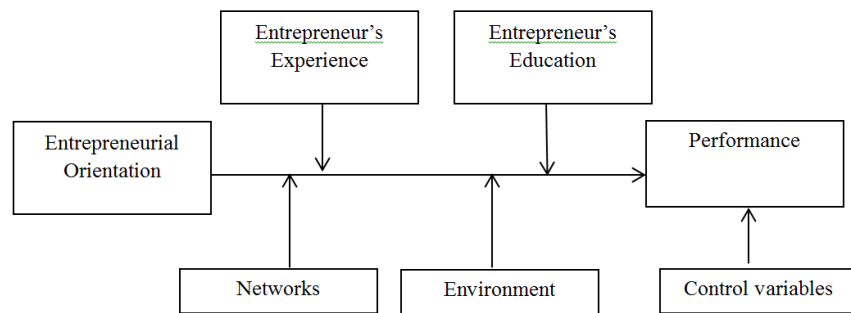 Entrepreneur's
Experience
Entrepreneur's
Education
Entrepreneurial
Orientation
Performance
Networks
Environment
Control variables